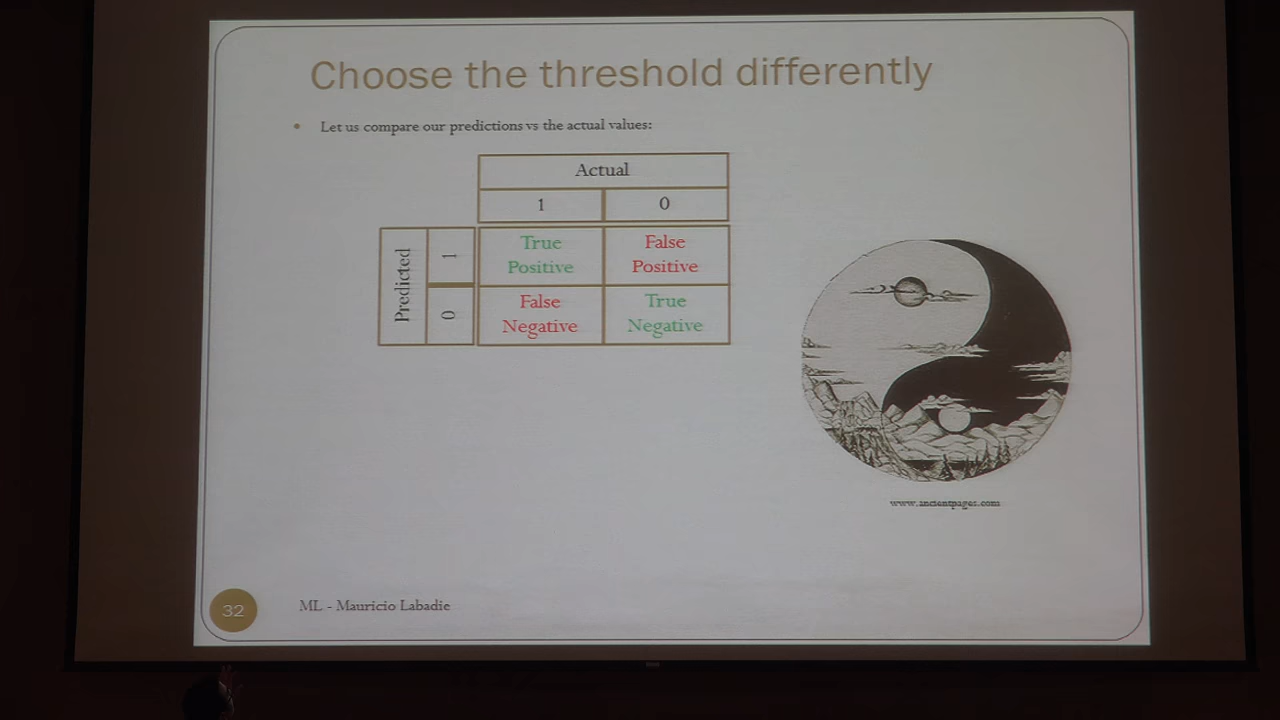 Choose the threshold differently
• Let us compare our predictions vs the actual values:
Actual
1 0
Predicted
1
True Positive
False Positive
0
False Negative
True Negative
www.ancientpages.com
32
ML - Mauricio Labadie